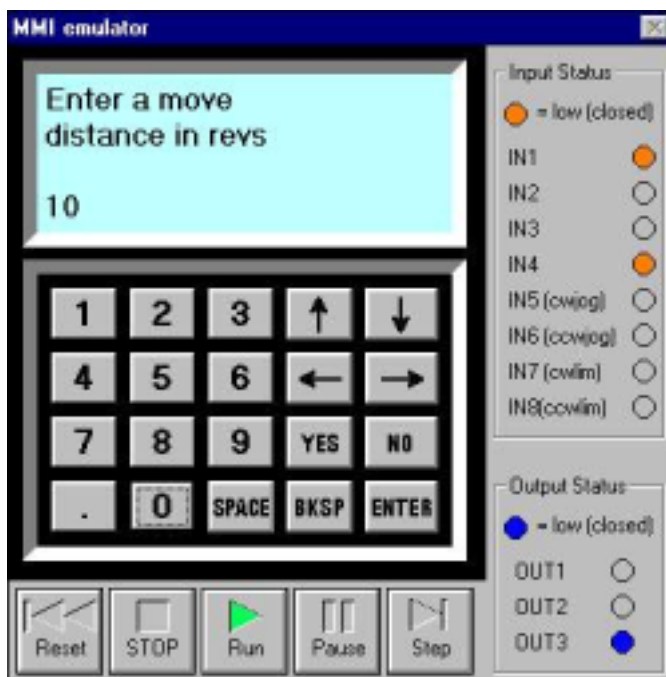 MMI emulator
Enter a move
distance in revs
10
1 2 3
4 5 6
7 8 9 YES NO
. 0 SPACE BKSP ENTER
Reset STOP Run Pause Step
Input Status
= low (closed)
IN1
IN2
IN3
IN4
IN5 (cwjog)
IN6 (ccwjog)
IN7 (cwlim)
IN8(ccwlim)
Output Status
= low (closed)
OUT1
OUT2
OUT3